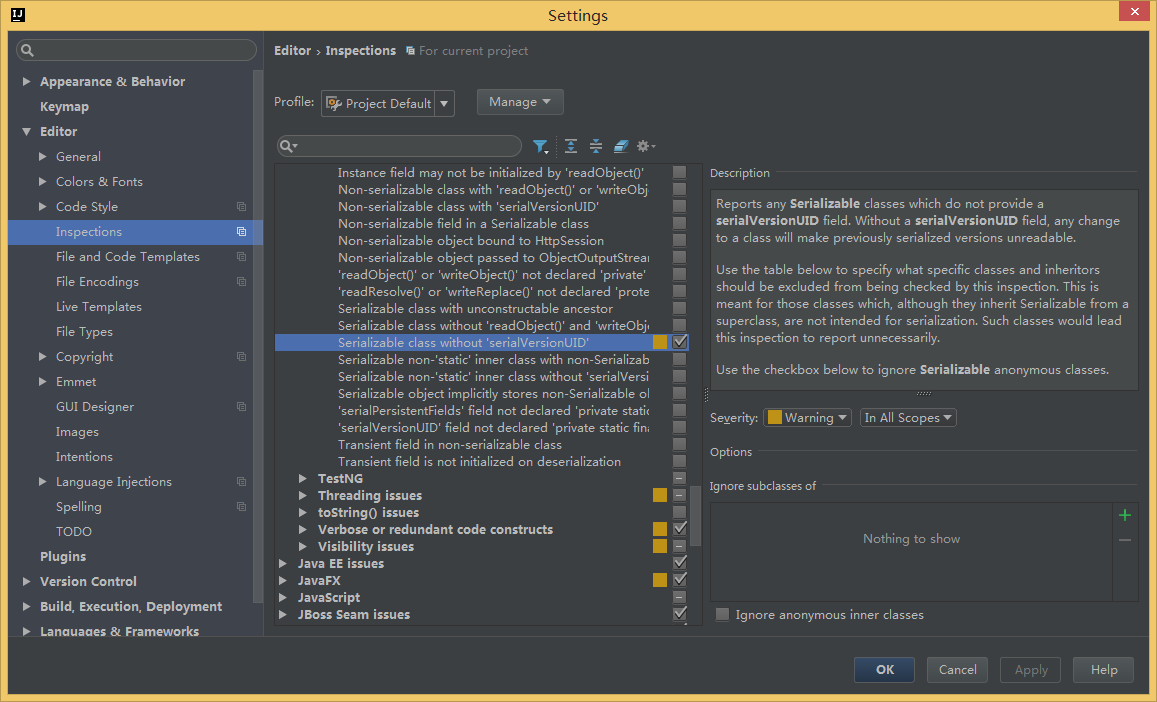 IJ
Settings
Appearance & Behavior
Keymap
Editor
General
Colors & Fonts
Code Style
Inspections
File and Code Templates
File Encodings
Live Templates
File Types
Copyright
Emmet
GUI Designer
Images
Intentions
Language Injections
Spelling
TODO
Plugins
Version Control
Build, Execution, Deployment
Languages & Frameworks
Editor › Inspections For current project
Profile: Project Default Manage
Instance field may not be initialized by 'readObject()'
Non-serializable class with 'readObject()' or 'writeObj
Non-serializable class with 'serialVersionUID'
Non-serializable field in a Serializable class
Non-serializable object bound to HttpSession
Non-serializable object passed to ObjectOutputStrean
'readObject()' or 'writeObject()' not declared 'private'
'readResolve()' or 'writeReplace()' not declared 'prote
Serializable class with unconstructable ancestor
Serializable class without 'readObject()' and 'writeObj
Serializable class without 'serialVersionUID'
Serializable non-'static' inner class with non-Serializab
Serializable non-'static' inner class without 'serialVersi
Serializable object implicitly stores non-Serializable ol
'serialPersistentFields' field not declared 'private static
'serialVersionUID' field not declared 'private static fina
Transient field in non-serializable class
Transient field is not initialized on deserialization
TestNG
Threading issues
toString() issues
Verbose or redundant code constructs
Visibility issues
Java EE issues
JavaFX
JavaScript
JBoss Seam issues
Description
Reports any Serializable classes which do not provide a
serialVersionUID field. Without a serialVersionUID field, any change
to a class will make previously serialized versions unreadable.
Use the table below to specify what specific classes and inheritors
should be excluded from being checked by this inspection. This is
meant for those classes which, although they inherit Serializable from a
superclass, are not intended for serialization. Such classes would lead
this inspection to report unnecessarily.
Use the checkbox below to ignore Serializable anonymous classes.
Severity: Warning In All Scopes
Options
Ignore subclasses of
Nothing to show
Ignore anonymous inner classes
OK Cancel Apply Help